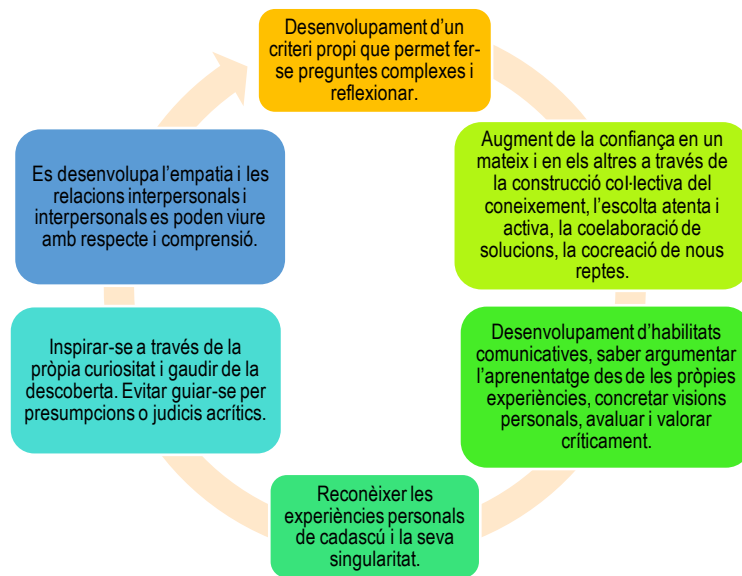 Desenvolupament d'un
criteri propi que permet fer-
se preguntes complexes i
reflexionar.
Augment de la confiança en un
mateix i en els altres a través de
la construcció col·lectiva del
coneixement, l'escolta atenta i
activa, la coelaboració de
solucions, la cocreació de nous
reptes.
Desenvolupament d'habilitats
comunicatives, saber argumentar
l'aprenentatge des de les pròpies
experiències, concretar visions
personals, avaluar i valorar
críticament.
Reconèixer les
experiències personals
de cadascú i la seva
singularitat.
Inspirar-se a través de la
pròpia curiositat i gaudir de la
descoberta. Evitar guiar-se per
presumpcions o judicis acrítics.
Es desenvolupa l'empatia i les
relacions interpersonals i
interpersonals es poden viure
amb respecte i comprensió.